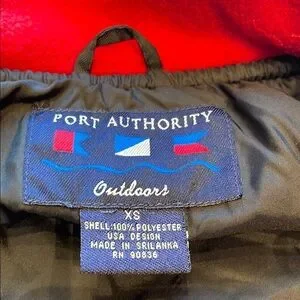 PORT AUTHORITY
Outdoors
XS
SHELL:100% POLYESTER
USA DESIGN
MADE IN SRILANKA
RN 90836